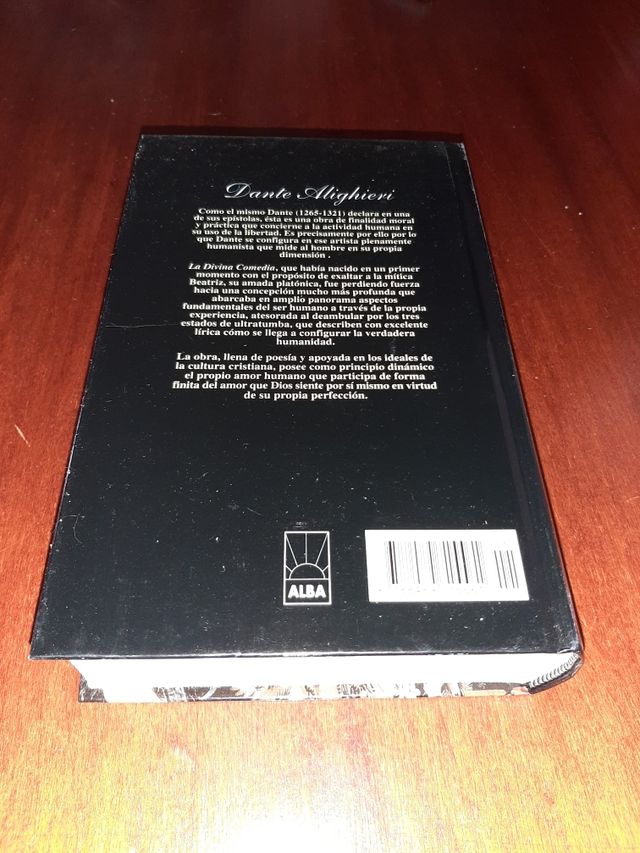 Dante Alighieri
Como el mismo Dante (1265-1321) declara en una
de sus epístolas, ésta es una obra de finalidad moral
y práctica que concierne a la actividad humana en
su uso de la libertad. Es precisamente por ello por lo
que Dante se configura en ese artista plenamente
humanista que mide al hombre en su propia
dimensión .
La Divina Comedia, que había nacido en un primer
momento con el propósito de exaltar a la mítica
Beatriz, su amada platónica, fue perdiendo fuerza
hacia una concepción mucho más profunda que
abarcaba en amplio panorama aspectos
fundamentales del ser humano a través de la propia
experiencia, atesorada al deambular por los tres
estados de ultratumba, que describen con excelente
lírica cómo se llega a configurar la verdadera
humanidad.
La obra, llena de poesía y apoyada en los ideales de
la cultura cristiana, posee como principio dinámico
el propio amor humano que participa de forma
finita del amor que Dios siente por sí mismo en virtud
de su propia perfección.
ALBA